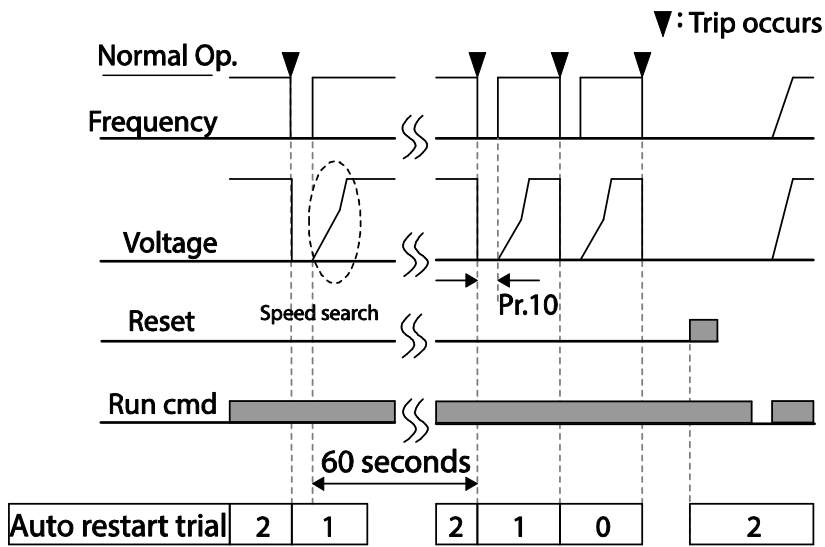 ▼: Trip occurs
Normal Op.
Frequency
Voltage
Pr.10
Speed search
Reset
Run cmd
60 seconds
Auto restart trial 2 1 2 1 0 2